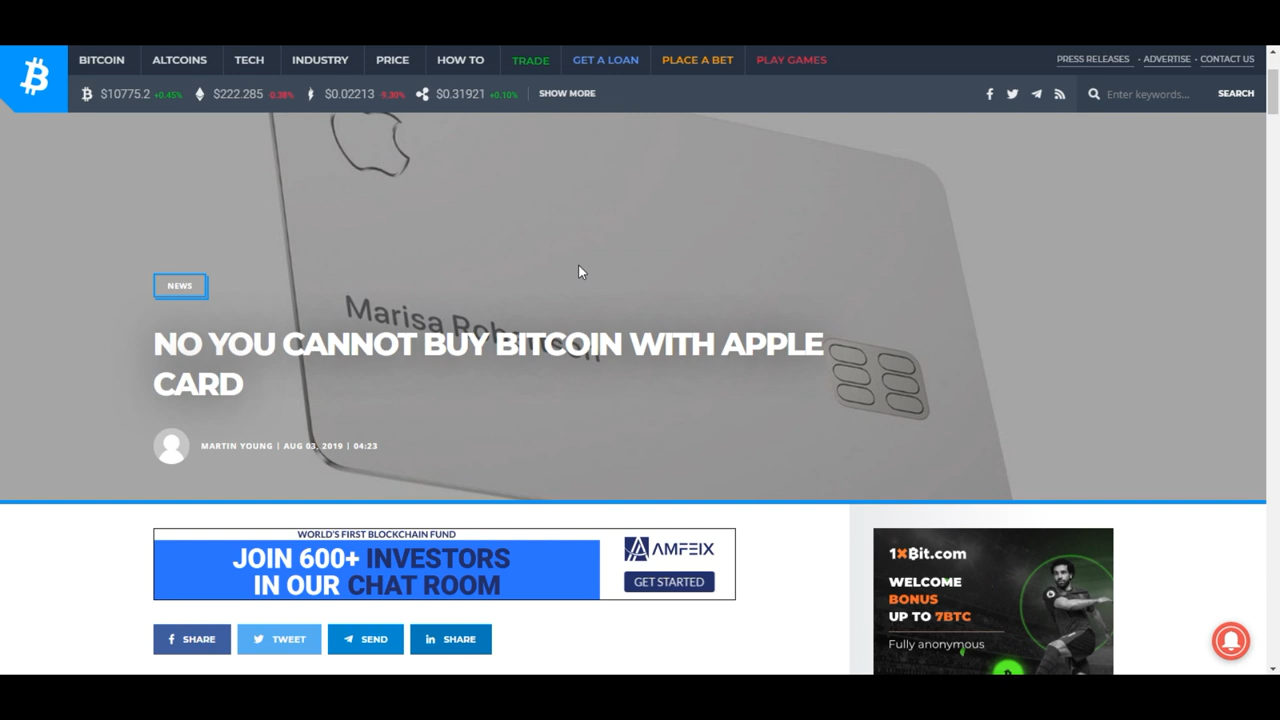 BITCOIN ALTCOINS TECH INDUSTRY PRICE HOW TO TRADE GET A LOAN PLACE A BET PLAY GAMES PRESS RELEASES • ADVERTISE • CONTACT US
$10775.2 +0.45% $222.285 -0.38% $0.02213 -9.30% $0.31921 +0.10% SHOW MORE Enter keywords... SEARCH
NEWS
Marisa
NO YOU CANNOT BUY BITCOIN WITH APPLE
CARD
MARTIN YOUNG | AUG 03, 2019 | 04:23
WORLD'S FIRST BLOCKCHAIN FUND
JOIN 600+ INVESTORS
IN OUR CHAT ROOM
AMFEIX
GET STARTED
SHARE TWEET SEND SHARE
1XBit.com
WELCOME
BONUS
UP TO 7BTC
Fully anonymous